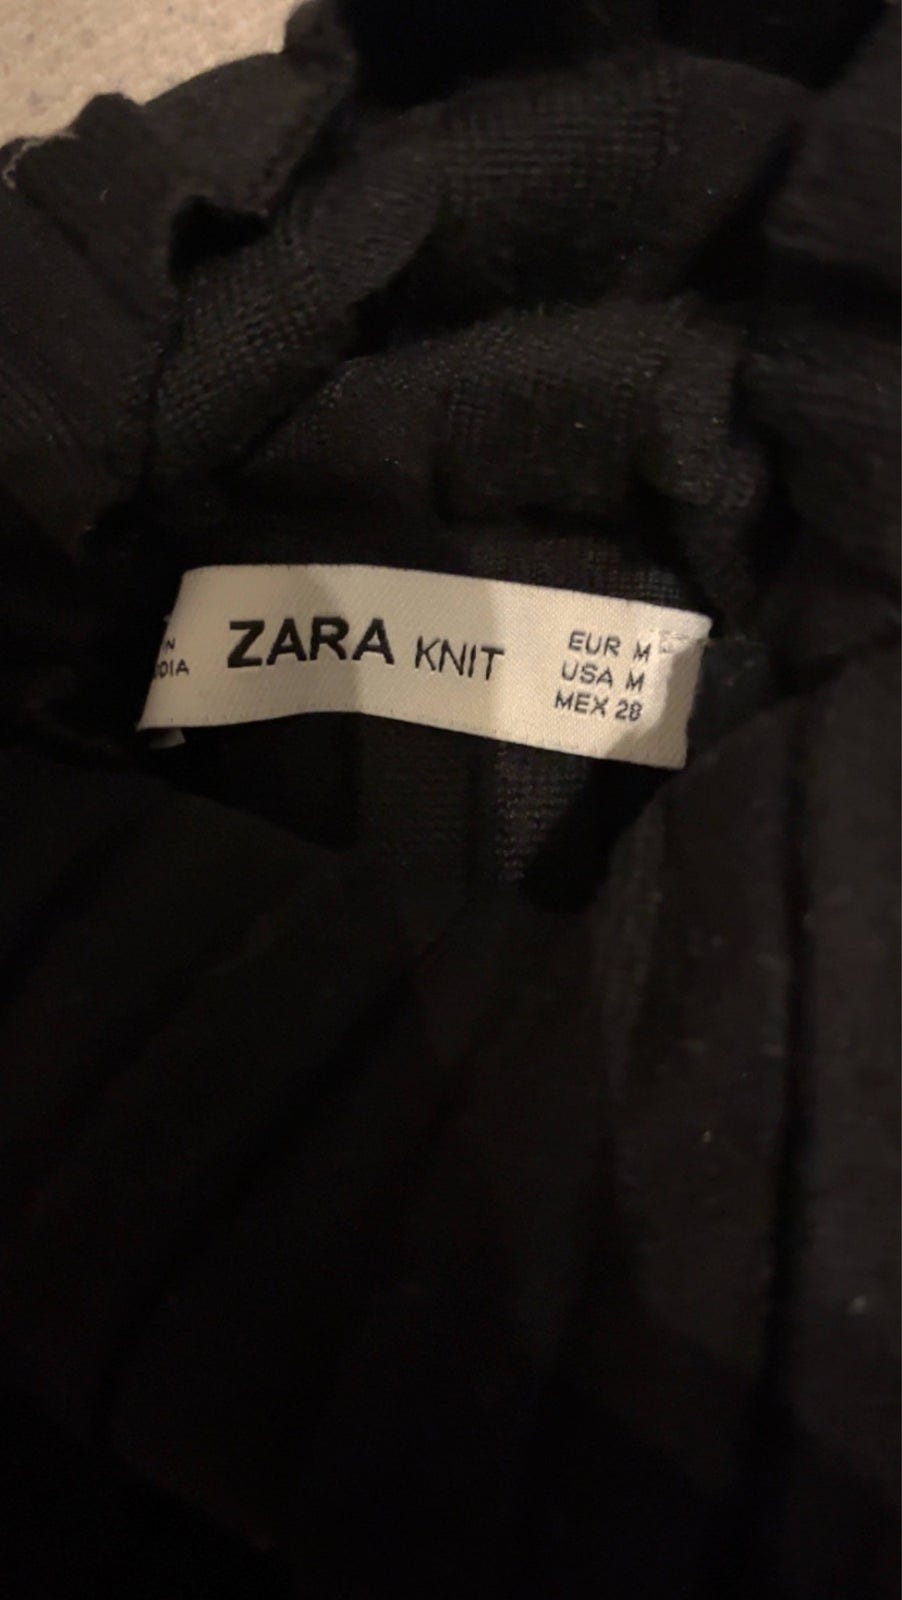 ZARA KNIT
EUR M
USA M
MEX 28